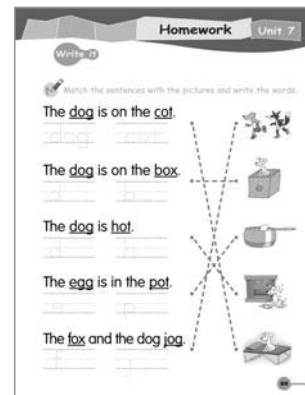 Homework Unit 7
Write it
Match the sentences with the pictures and write the words.
The dog is on the cot.
dog cot
The dog is on the box.
d b
The dog is hot.
d h
The egg is in the pot.
e p
The fox and the dog jog.
f j